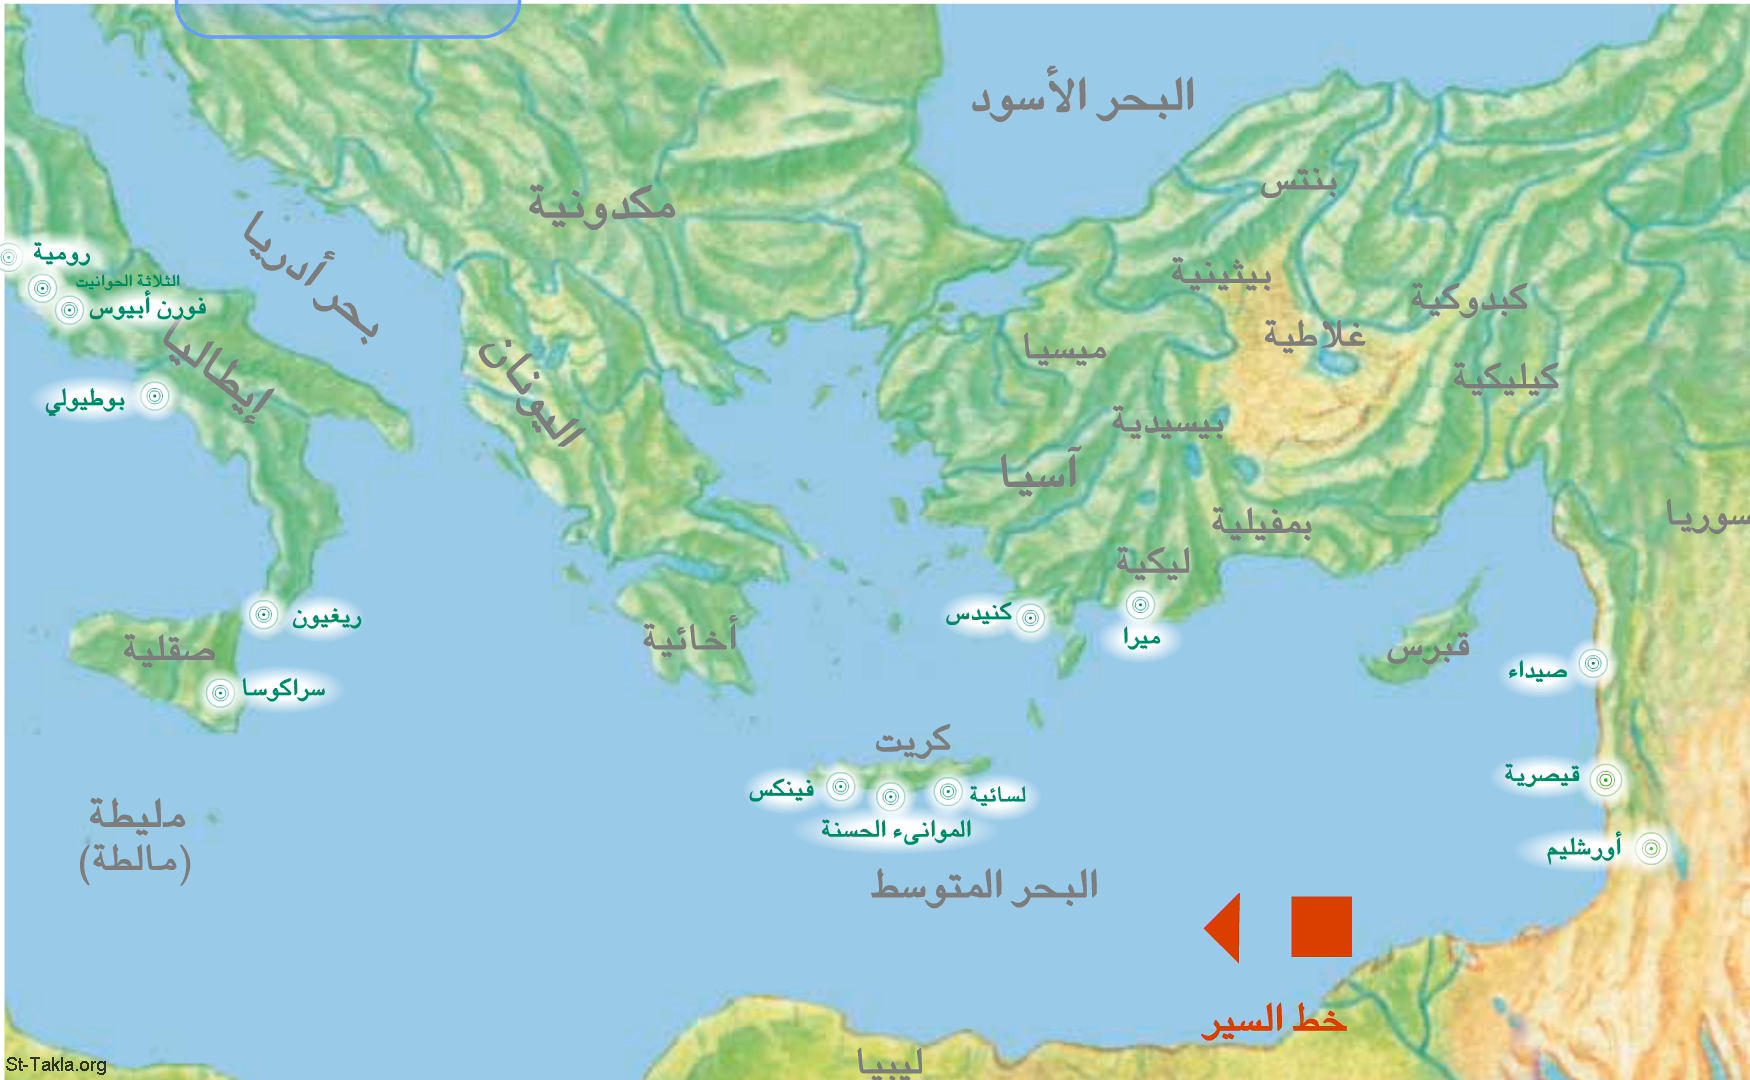 البحر الأسود
بنتس
مكدونية
بحر أدريا
رومية
الثلاثة الحوانيت
فورن أبيوس
إيطاليا
بوطيولي
اليونان
بيثينية
كبدوكية
غلاطية
ميسيا
كيليكية
بيسيدية
آسيا
سوريا
بمفيلية
ليكية
كنيدس
ميرا
ريغيون
صقلية
سراكوسا
أخائية
قبرس
صيداء
كريت
فينكس
لسائية
الموانىء الحسنة
قيصرية
أورشليم
مليطة
(مالطة)
البحر المتوسط
خط السير
ليبيا
St-Takla.org